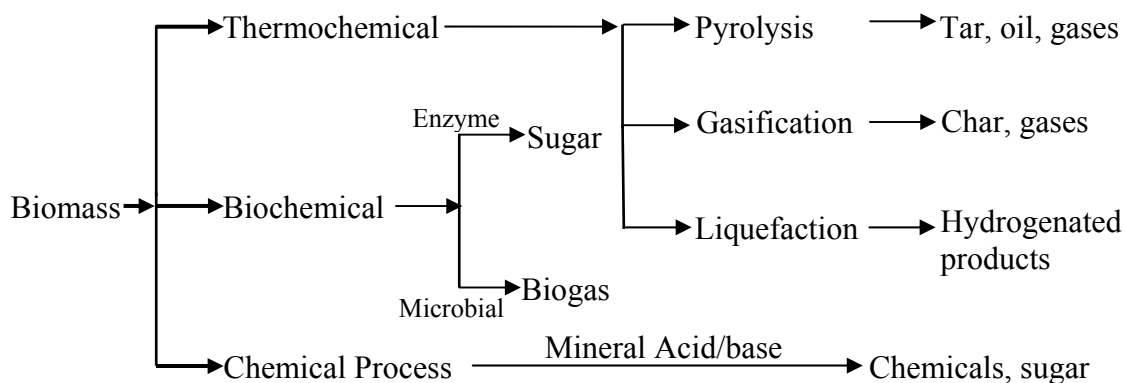 Thermochemical
Pyrolysis
Tar, oil, gases
Enzyme
Sugar
Gasification
Char, gases
Biomass
Biochemical
Liquefaction
Hydrogenated
products
Microbial
Biogas
Mineral Acid/base
Chemical Process
Chemicals, sugar